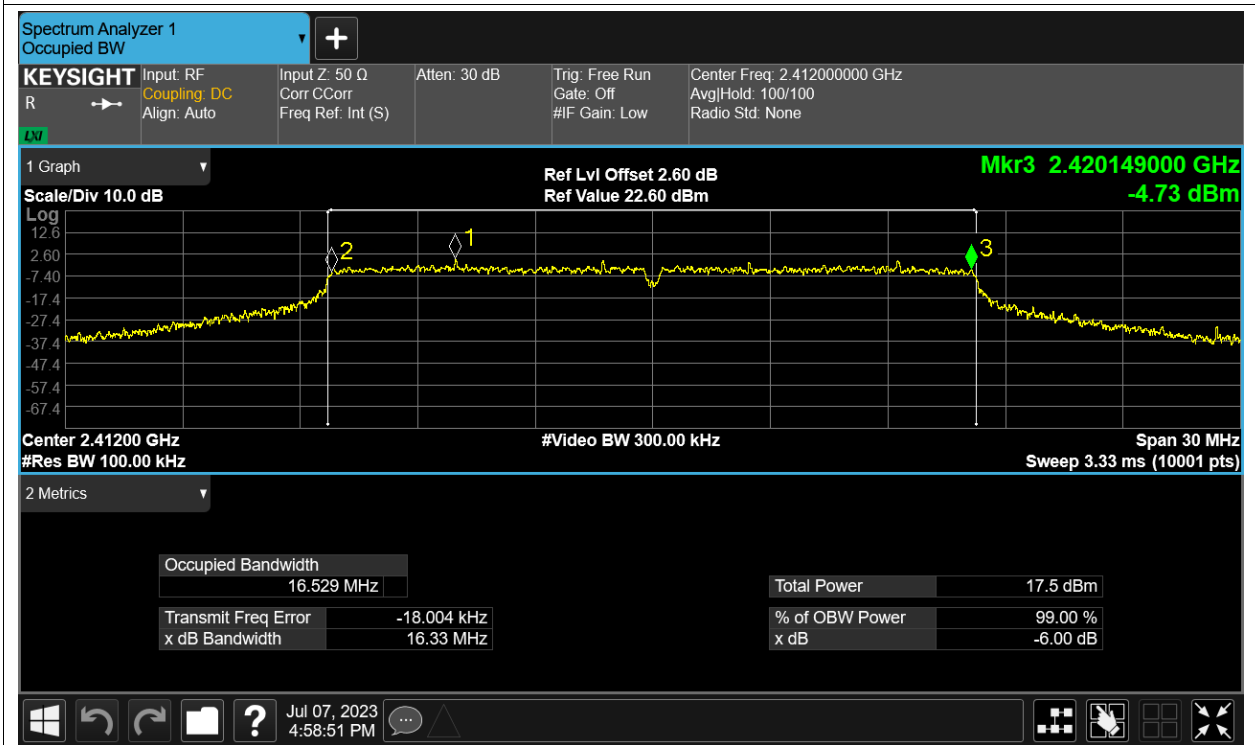 Spectrum Analyzer 1
Occupied BW
KEYSIGHT Input: RF Input Z: 50 Ω Atten: 30 dB Trig: Free Run Center Freq: 2.412000000 GHz
R Coupling: DC Corr CCorr Gate: Off Avg|Hold: 100/100
Align: Auto Freq Ref: Int (S) #IF Gain: Low Radio Std: None
LXI
1 Graph Ref Lvl Offset 2.60 dB Mkr3 2.420149000 GHz
Scale/Div 10.0 dB Ref Value 22.60 dBm -4.73 dBm
Log
12.6 1
2.60 2 3
-7.40
-17.4
-27.4
-37.4
-47.4
-57.4
-67.4
Center 2.41200 GHz #Video BW 300.00 kHz Span 30 MHz
#Res BW 100.00 kHz Sweep 3.33 ms (10001 pts)
2 Metrics
Occupied Bandwidth
16.529 MHz Total Power 17.5 dBm
Transmit Freq Error -18.004 kHz % of OBW Power 99.00 %
x dB Bandwidth 16.33 MHz x dB -6.00 dB
? Jul 07, 2023
4:58:51 PM